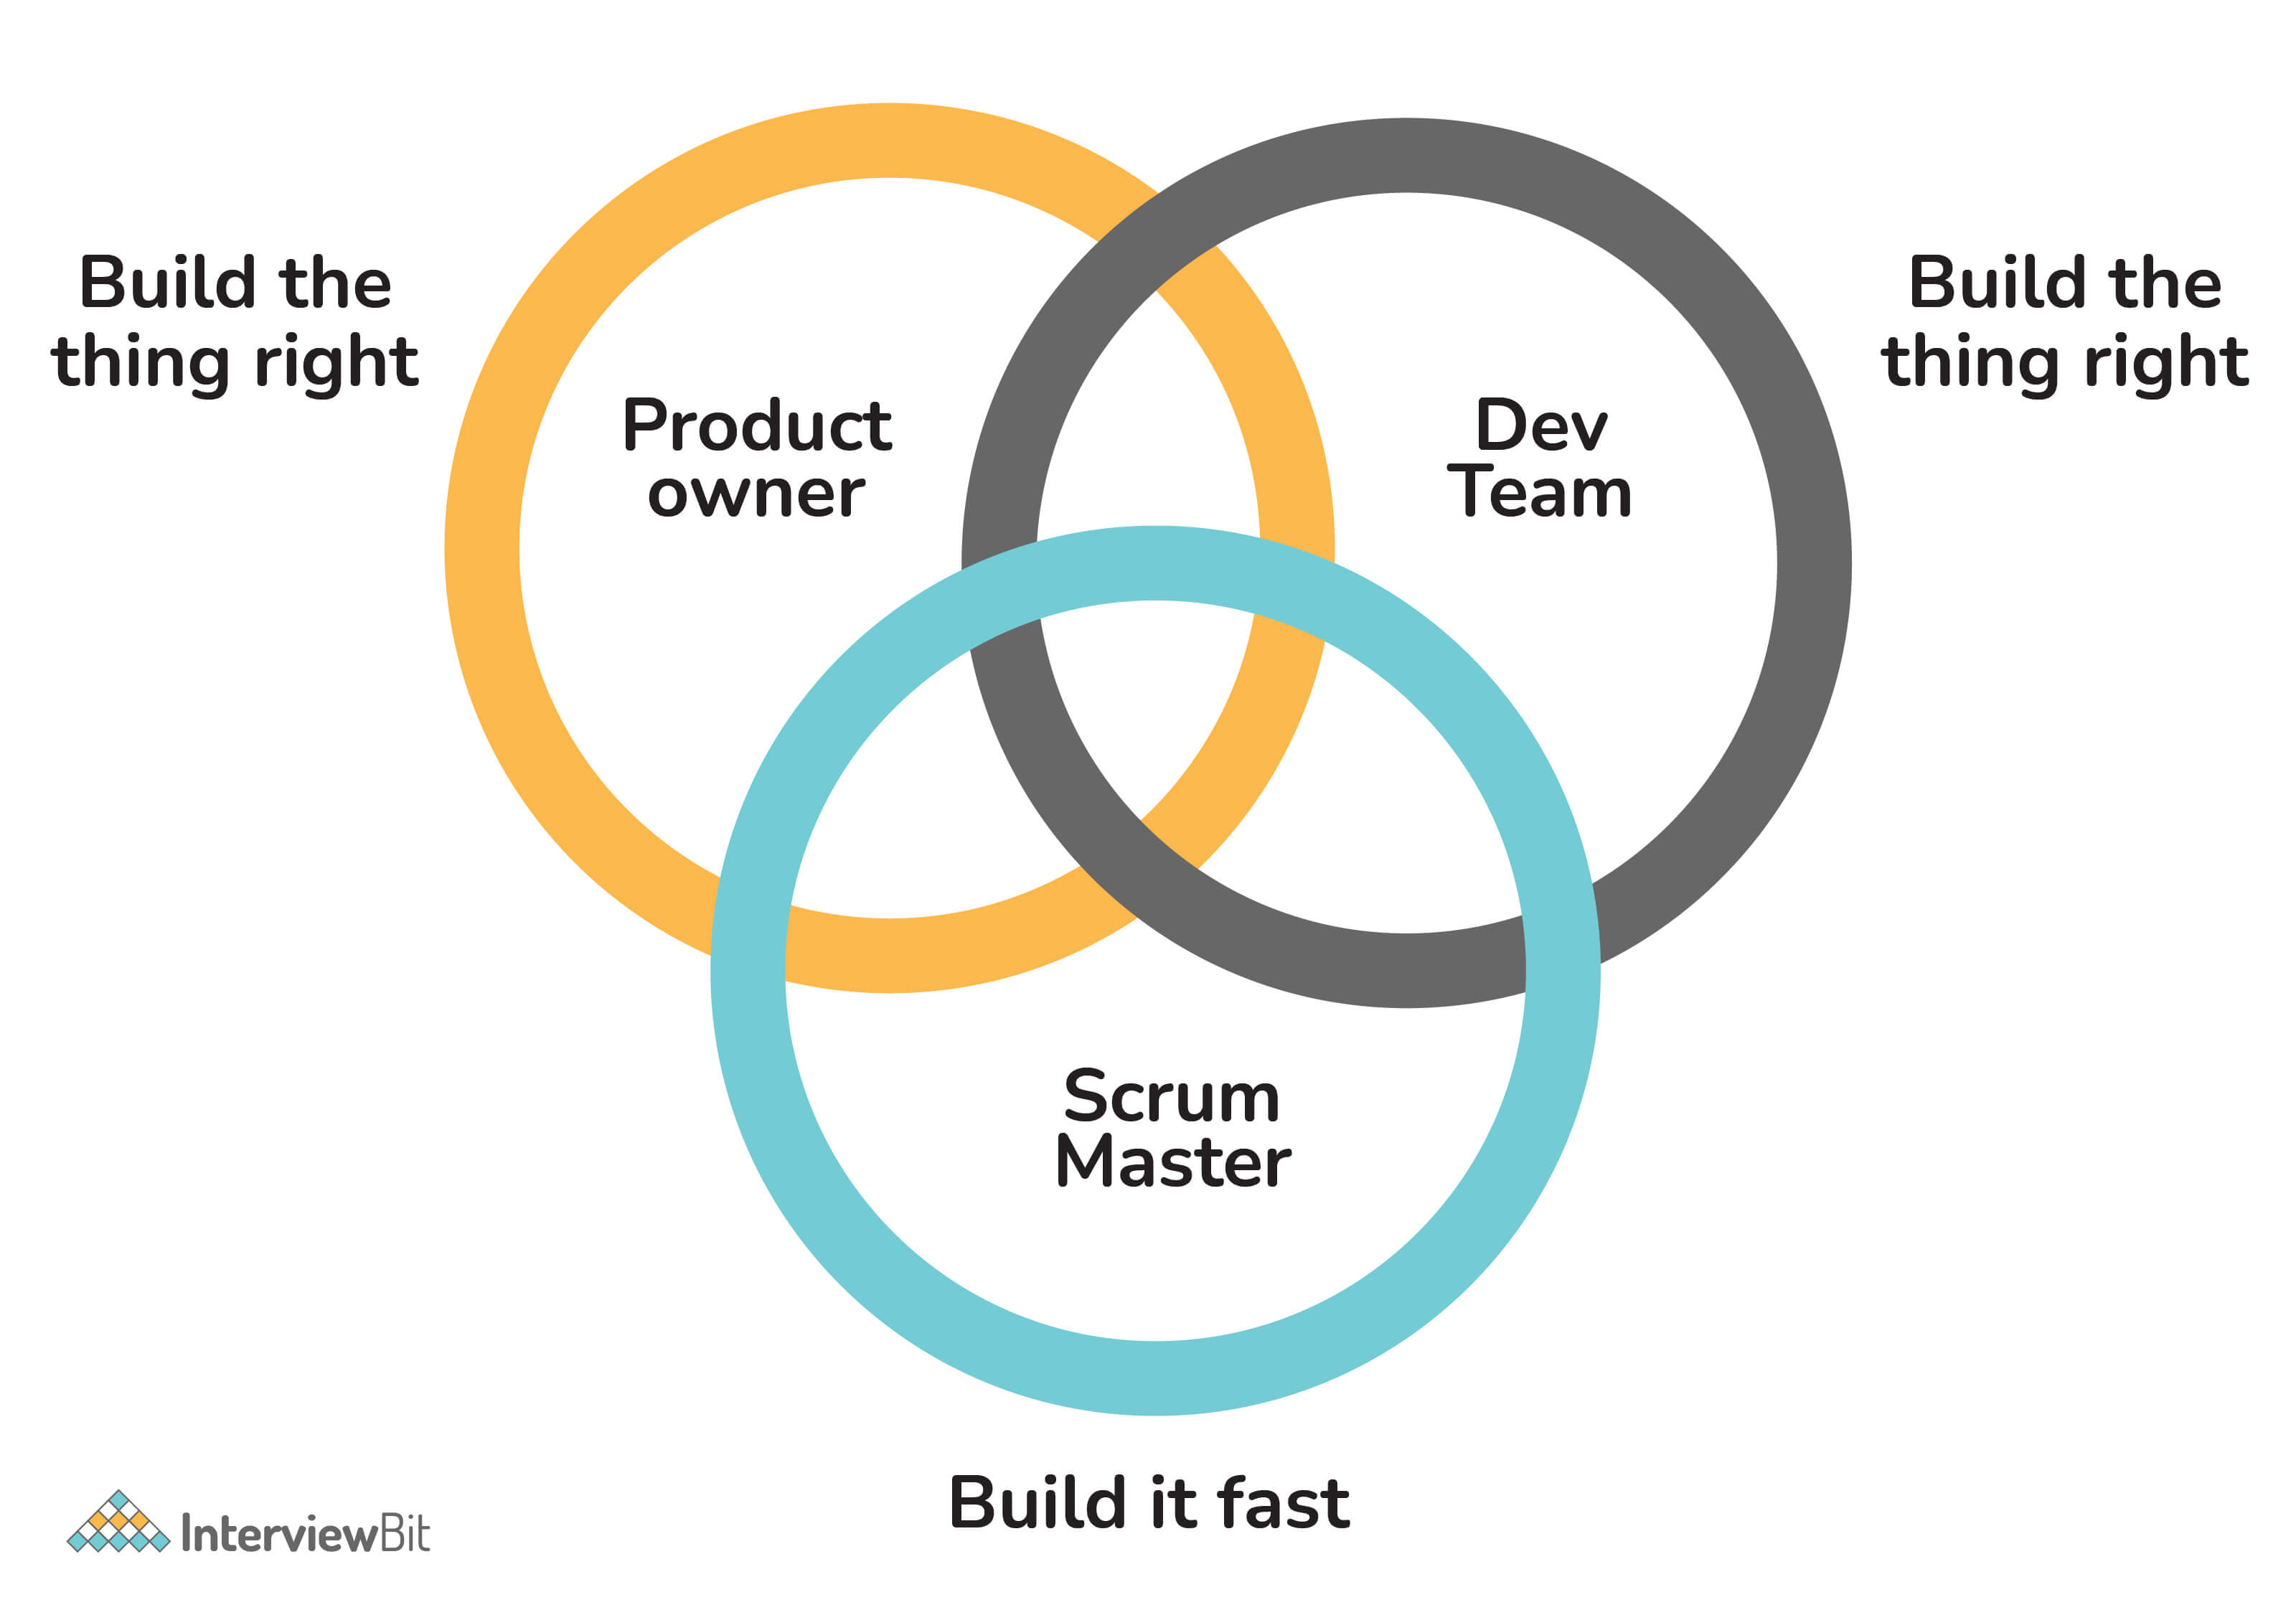 Build the
thing right
Product
owner
Dev
Team
Build the
thing right
Scrum
Master
Build it fast
InterviewBit